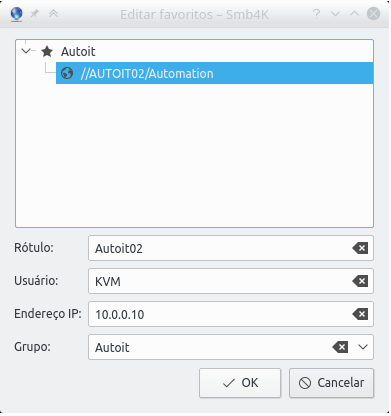 Editar favoritos – Smb4K
Autoit
//AUTOIT02/Automation
Rótulo: Autoit02
Usuário: KVM
Endereço IP: 10.0.0.10
Grupo: Autoit
OK Cancelar